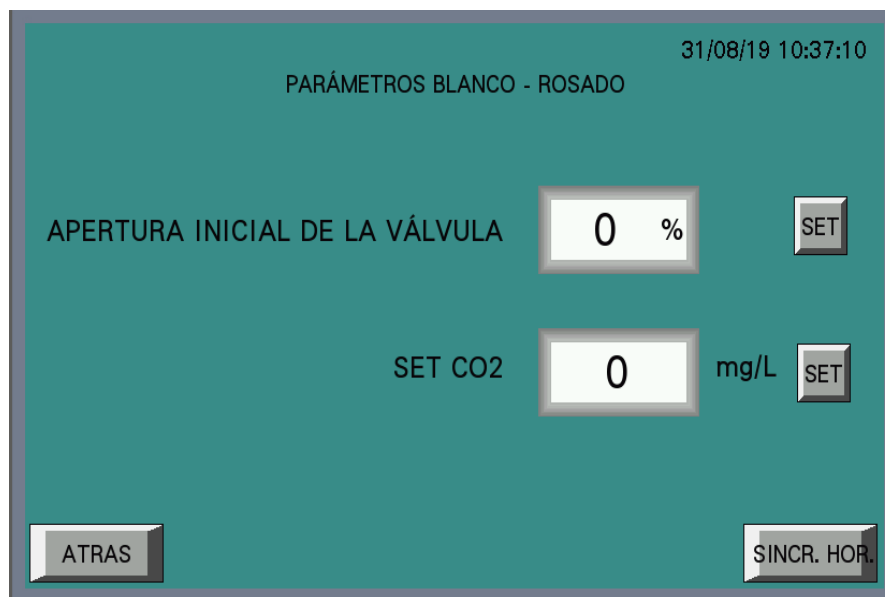 31/08/19 10:37:10
PARÁMETROS BLANCO - ROSADO
APERTURA INICIAL DE LA VÁLVULA 0 % SET
SET CO2 0 mg/L SET
ATRAS SINCR. HOR.